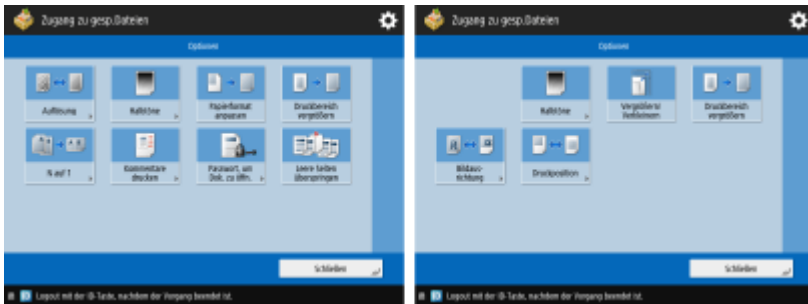 Zugang zu gesp.Dateien
Optionen
Auflösung
Halbtöne
Papierformat
anpassen
Druckbereich
vergrößern
N auf 1
Kommentare
drucken
Passwort, um
Dok. zu öffn.
Leere Seiten
überspringen
Schließen
Logout mit der ID-Taste, nachdem der Vorgang beendet ist.
Zugang zu gesp.Dateien
Optionen
Halbtöne
Vergrößern/
Verkleinern
Druckbereich
vergrößern
Bildaus-
richtung
Druckposition
Schließen
Logout mit der ID-Taste, nachdem der Vorgang beendet ist.